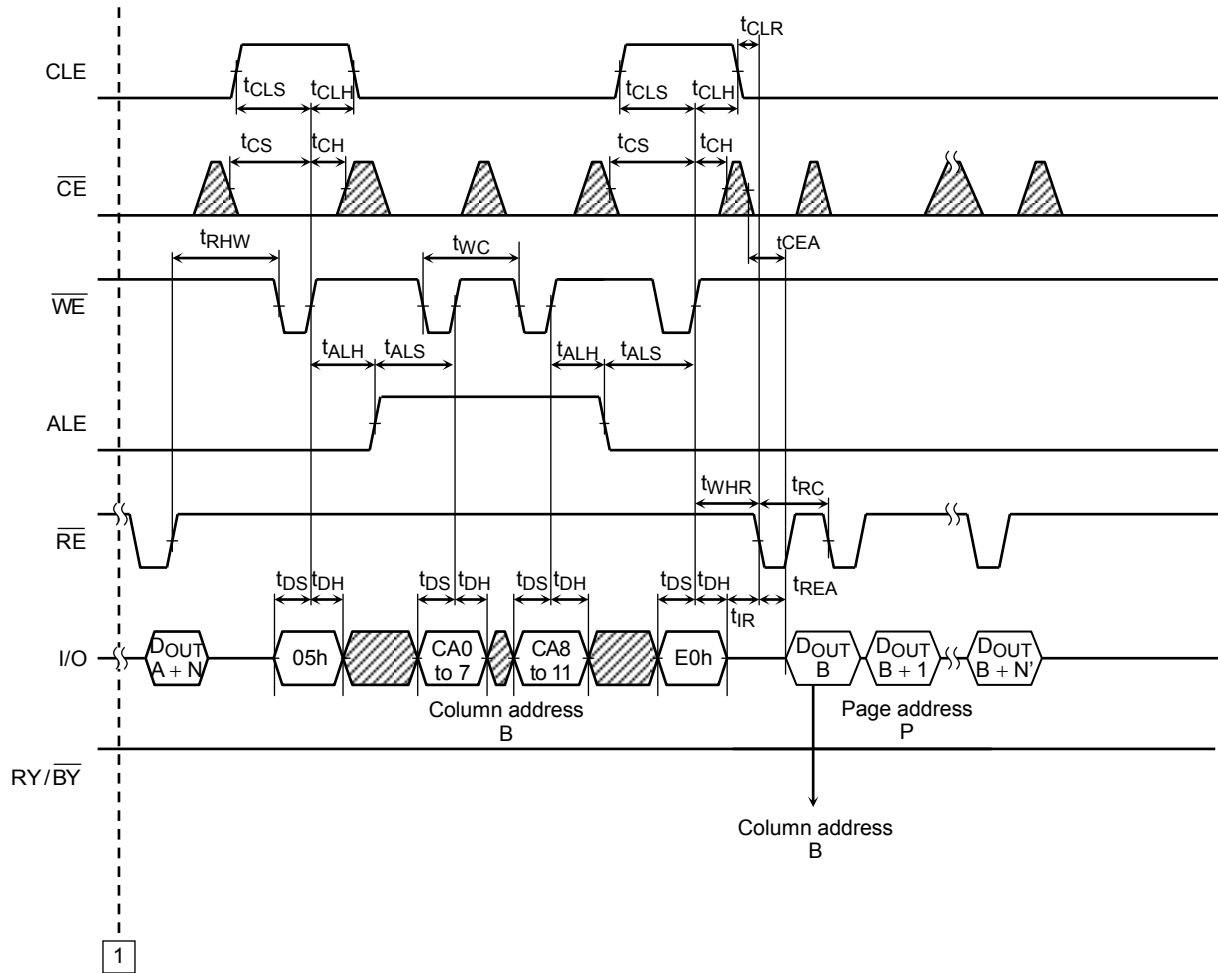 tCLR
CLE
tCLS tCLH tCLS tCLH
tCS tCH tCS tCH
CE
tRHW tWC tCEA
WE
tALH tALS tALH tALS
ALE
tWHR tRC
RE
tDS tDH tDS tDH tDS tDH tDS tDH tREA
tIR
I/O
DOUT A + N
05h
CA0 to 7
CA8 to 11
E0h
DOUT B
DOUT B + 1
DOUT B + N’
Column address
B
Page address
P
RY/BY
Column address
B
1